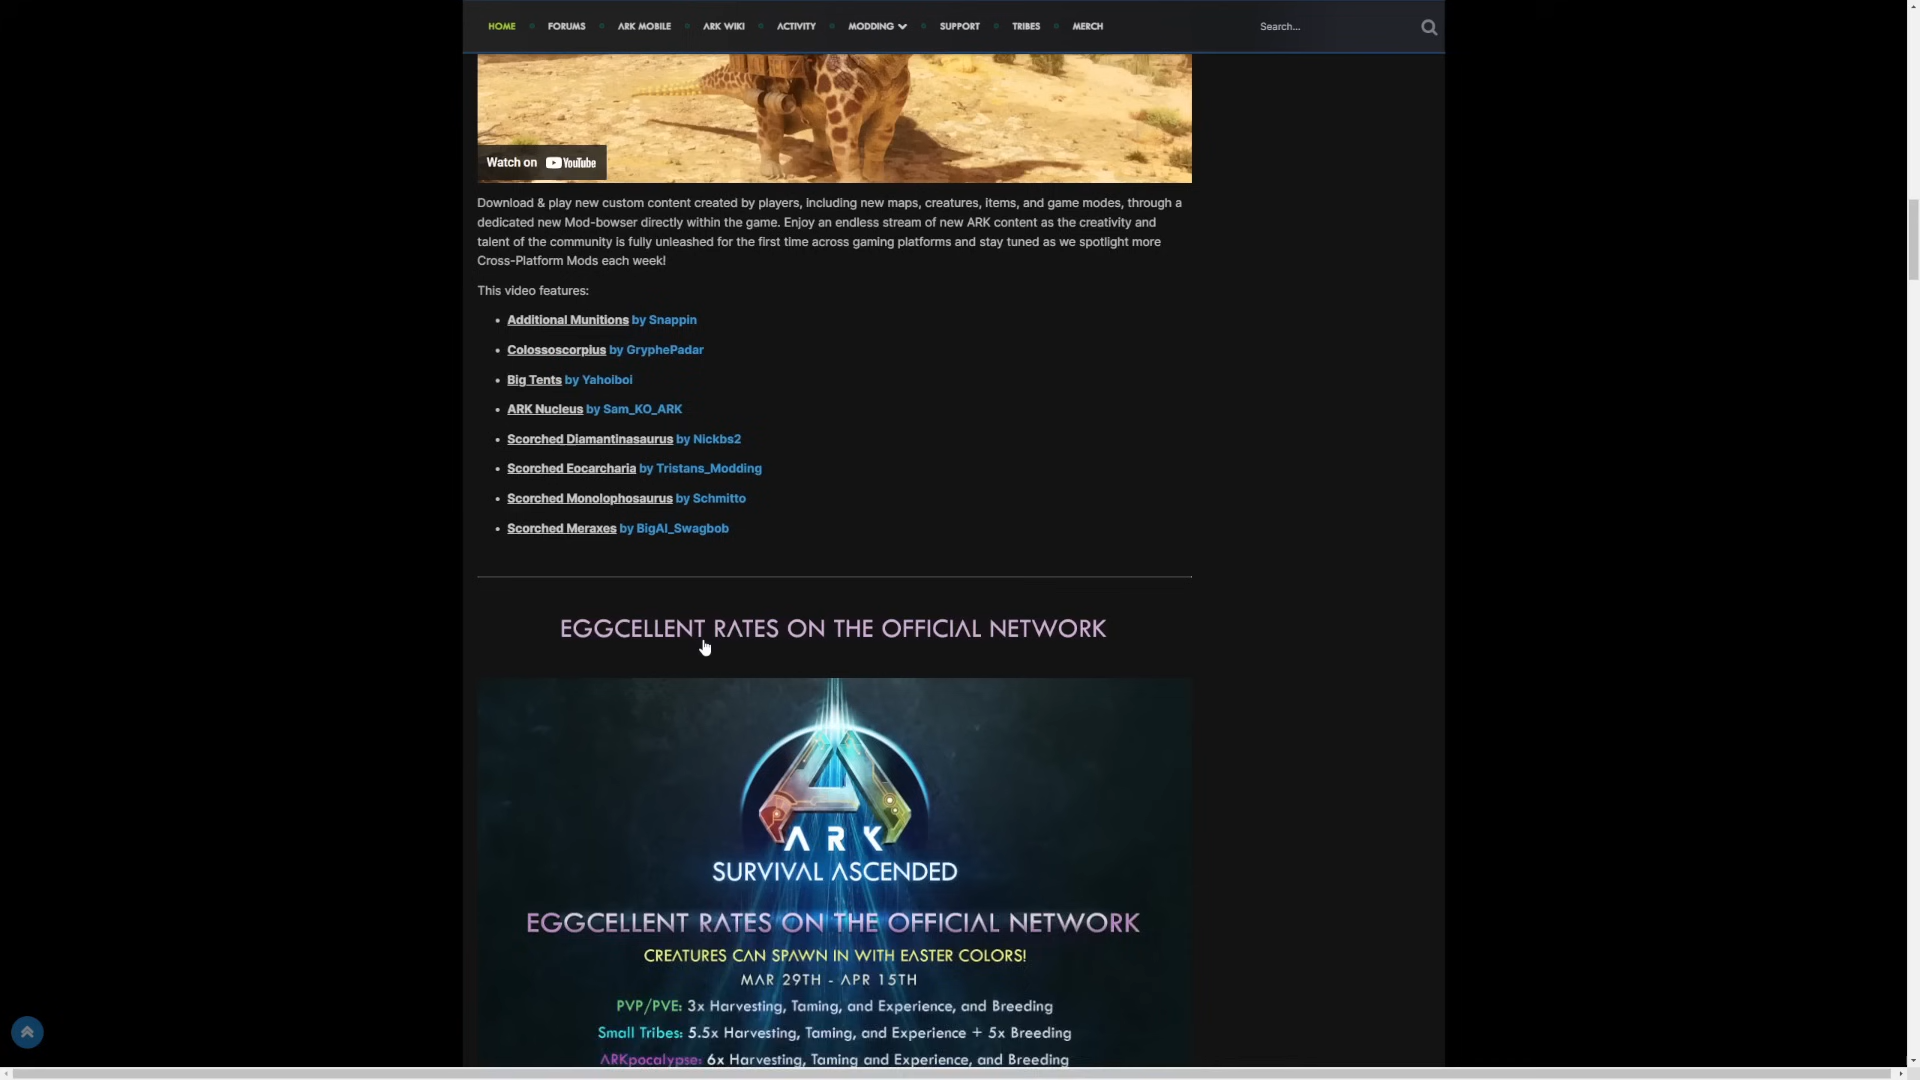 HOME FORUMS ARK MOBILE ARK WIKI ACTIVITY MODDING SUPPORT TRIBES MERCH Search...
Watch on YouTube
Download & play new custom content created by players, including new maps, creatures, items, and game modes, through a
dedicated new Mod-bowser directly within the game. Enjoy an endless stream of new ARK content as the creativity and
talent of the community is fully unleashed for the first time across gaming platforms and stay tuned as we spotlight more
Cross-Platform Mods each week!
This video features:
• Additional Munitions by Snappin
• Colossoscorpius by GryphePadar
• Big Tents by Yahoiboi
• ARK Nucleus by Sam_KO_ARK
• Scorched Diamantinasaurus by Nickbs2
• Scorched Eocarcharia by Tristans_Modding
• Scorched Monolophosaurus by Schmitto
• Scorched Meraxes by BigAl_Swagbob
EGGCELLENT RATES ON THE OFFICIAL NETWORK
ARK
SURVIVAL ASCENDED
EGGCELLENT RATES ON THE OFFICIAL NETWORK
CREATURES CAN SPAWN IN WITH EASTER COLORS!
MAR 29TH - APR 15TH
PVP/PVE: 3x Harvesting, Taming, and Experience, and Breeding
Small Tribes: 5.5x Harvesting, Taming, and Experience + 5x Breeding
ARKpocalypse: 6x Harvesting, Taming and Experience, and Breeding